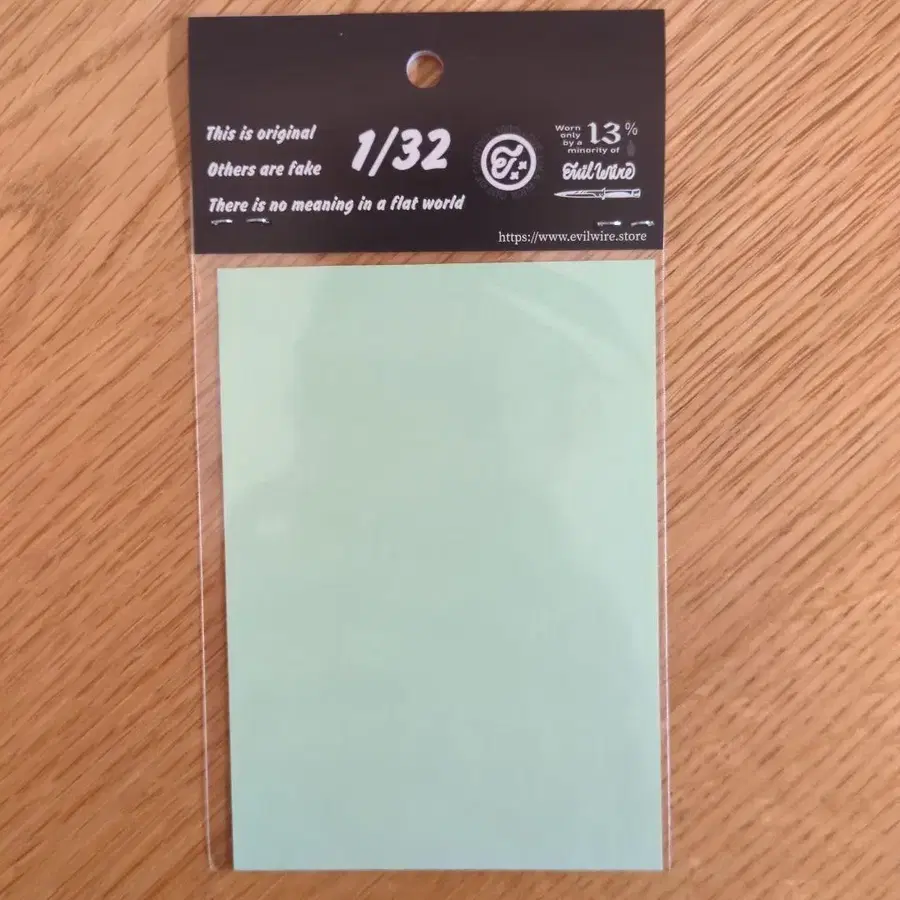 This is original
1/32
Others are fake
There is no meaning in a flat world
Worn
only
by a
minority of
13%
Evil Wire
https://www.evilwire.store